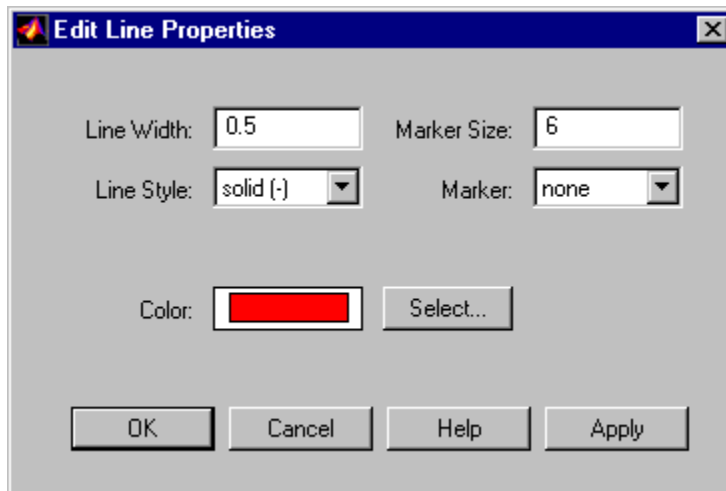 Edit Line Properties
Line Width: 0.5 Marker Size: 6
Line Style: solid (-) Marker: none
Color: Select...
OK Cancel Help Apply